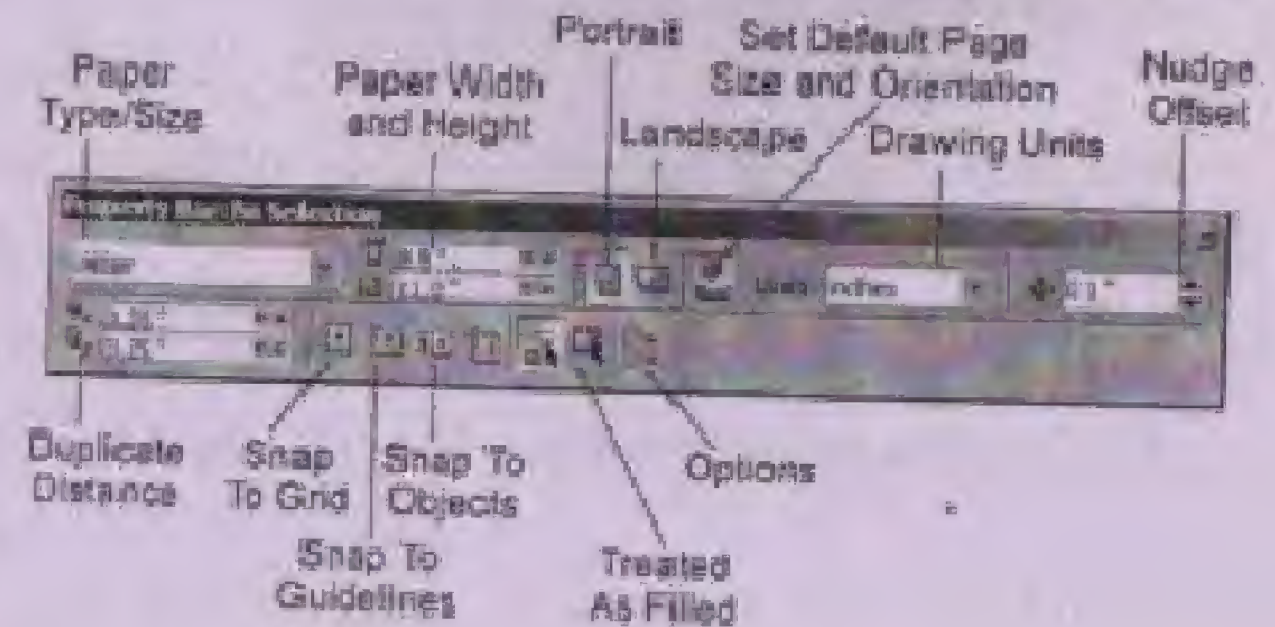 Portrait
Set Default Page
Size and Orientation
Paper
Type/Size
Paper Width
and Height
Landscape
Drawing Units
Nudge
Offset
inches
Duplicate
Distance
Snap
To Grid
Snap To
Objects
Options
Snap To
Guidelines
Treated
As Filled